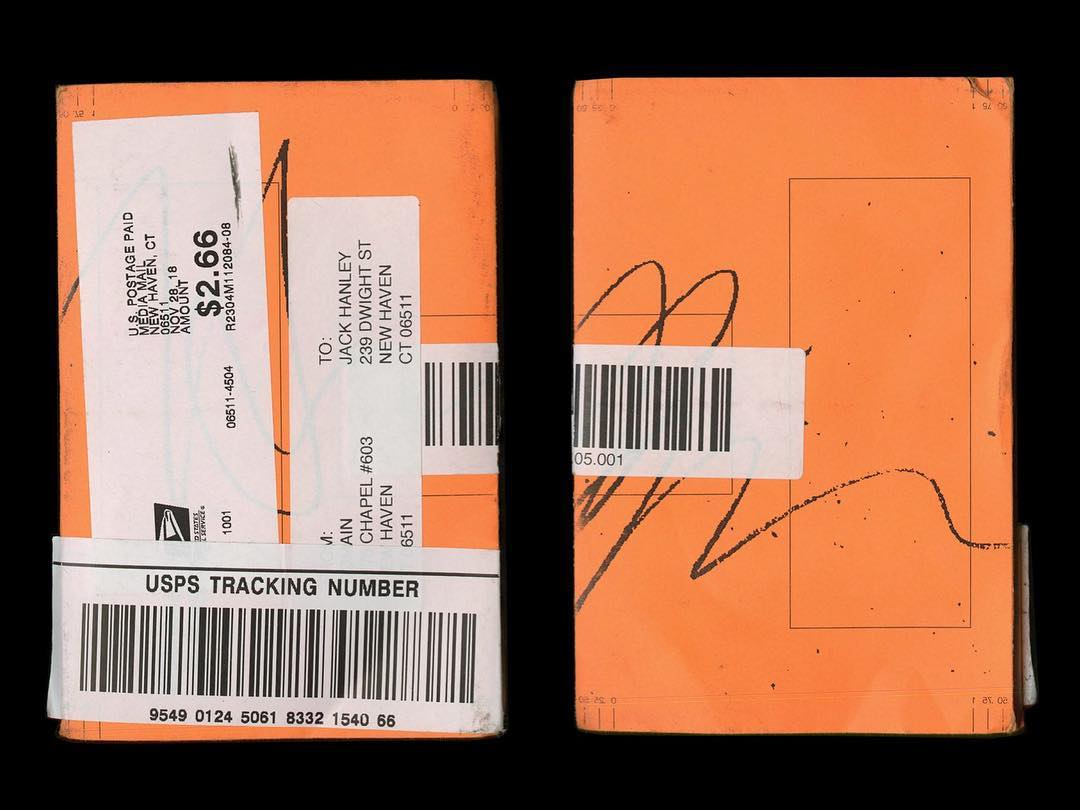 U.S. POSTAGE PAID
MEDIA MAIL
NEW HAVEN, CT
06511
NOV 28, 18
AMOUNT
$2.66
R2304M112084-08
06511-4504
1001
TO:
JACK HANLEY
239 DWIGHT ST
NEW HAVEN
CT 06511
M:
AIN
CHAPEL #603
HAVEN
6511
USPS TRACKING NUMBER
9549 0124 5061 8332 1540 66
05.001